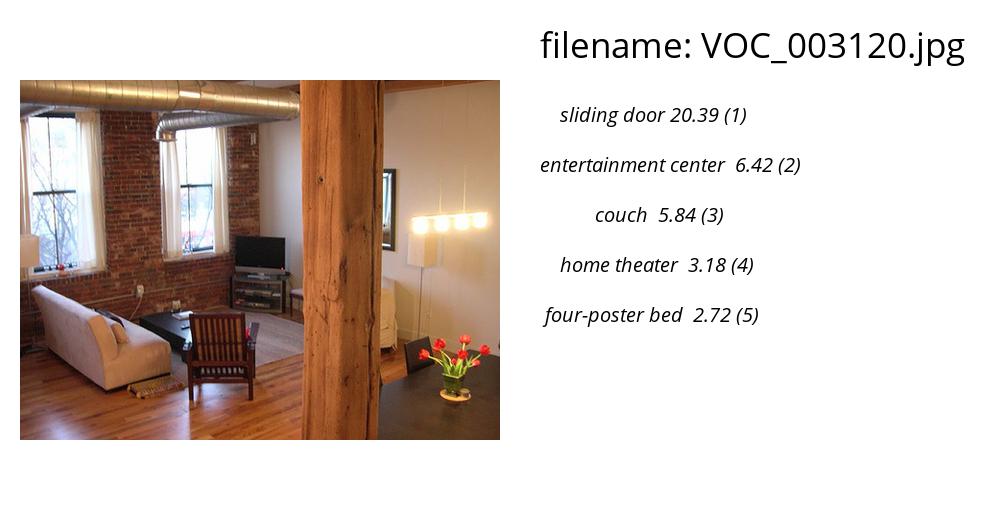 filename: VOC_003120.jpg
sliding door 20.39 (1)
entertainment center 6.42 (2)
couch 5.84 (3)
home theater 3.18 (4)
four-poster bed 2.72 (5)